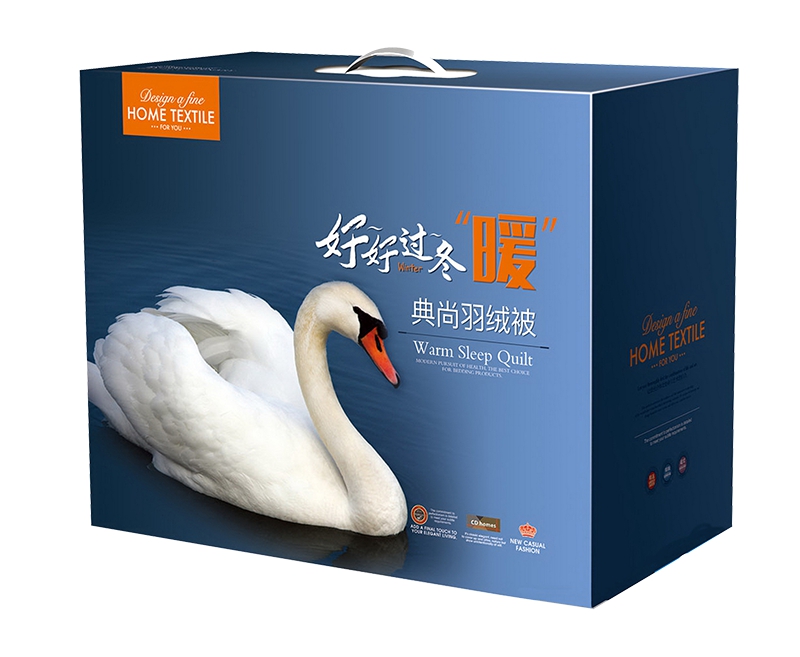 Design a fine
HOME TEXTILE
••• FOR YOU •••
好好过冬“暖”
Winter
典尚羽绒被
Warm Sleep Quilt
MODERN PURSUIT OF HEALTH, THE BEST CHOICE
FOR BEDDING PRODUCTS.
ADD A FINAL TOUCH TO
YOUR ELEGANT LIVING.
CD homes
NEW CASUAL
FASHION
Design a fine
HOME TEXTILE
••• FOR YOU •••